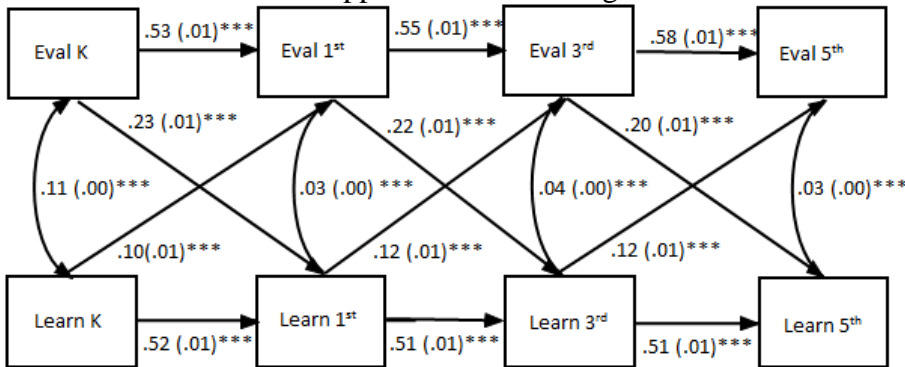 .53 (.01)***
.55 (.01)***
.58 (.01)***
Eval K
Eval 1st
Eval 3rd
Eval 5th
.23 (.01)***
.22 (.01)***
.20 (.01)***
.11 (.00)***
.03 (.00) ***
.04 (.00)***
.03 (.00)***
.10(.01)***
.12 (.01)***
.12 (.01)***
Learn K
Learn 1st
Learn 3rd
Learn 5th
.52 (.01)***
.51 (.01)***
.51 (.01)***